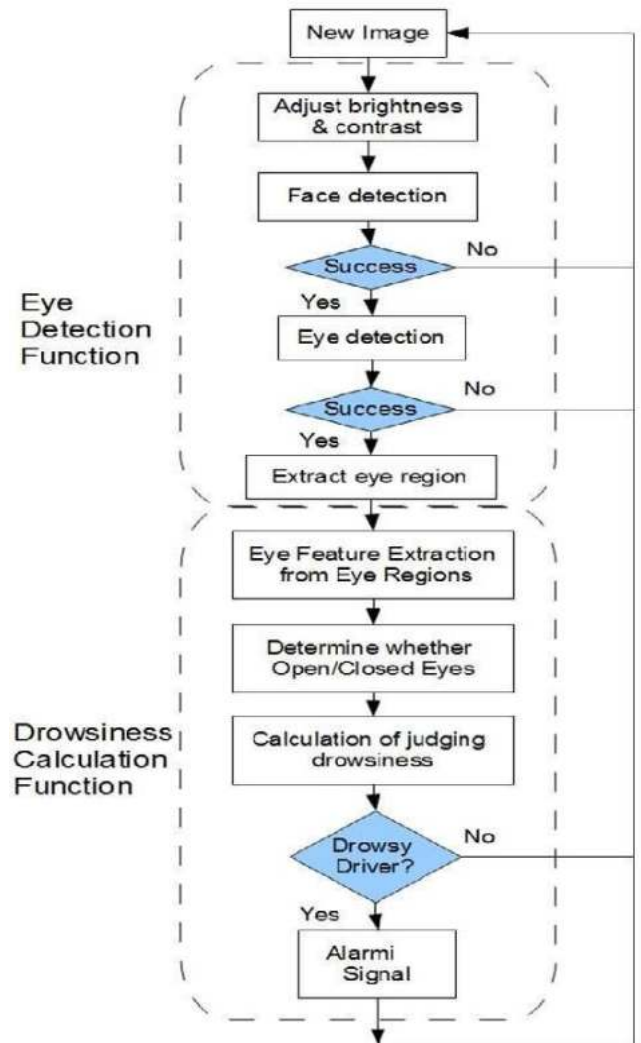 New Image
Adjust brightness
& contrast
Face detection
Success
No
Yes
Eye
Detection
Function
Eye detection
Success
No
Yes
Extract eye region
Eye Feature Extraction
from Eye Regions
Determine whether
Open/Closed Eyes
Drowsiness
Calculation
Function
Calculation of judging
drowsiness
Drowsy
Driver?
No
Yes
Alarmi
Signal